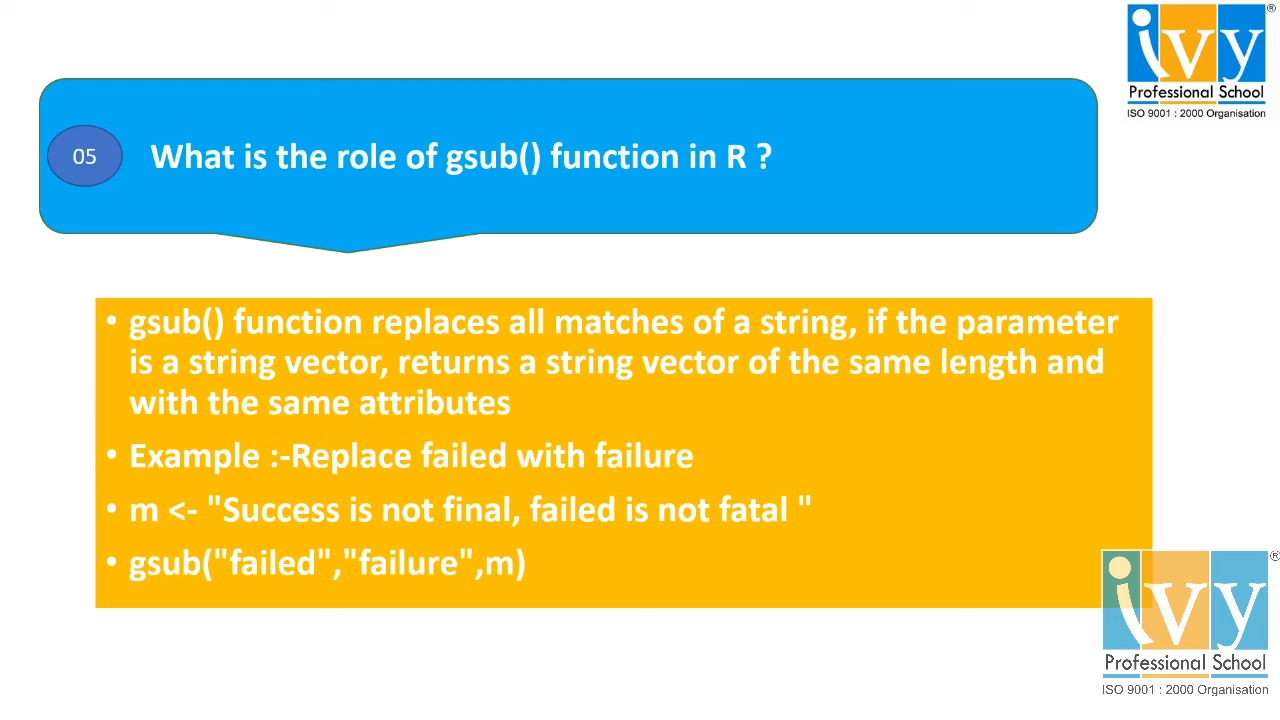 ivy
®
Professional School
ISO 9001 : 2000 Organisation
05
What is the role of gsub() function in R ?
• gsub() function replaces all matches of a string, if the parameter
is a string vector, returns a string vector of the same length and
with the same attributes
• Example :-Replace failed with failure
• m <- "Success is not final, failed is not fatal "
• gsub("failed","failure",m)
ivy
®
Professional School
ISO 9001 : 2000 Organisation